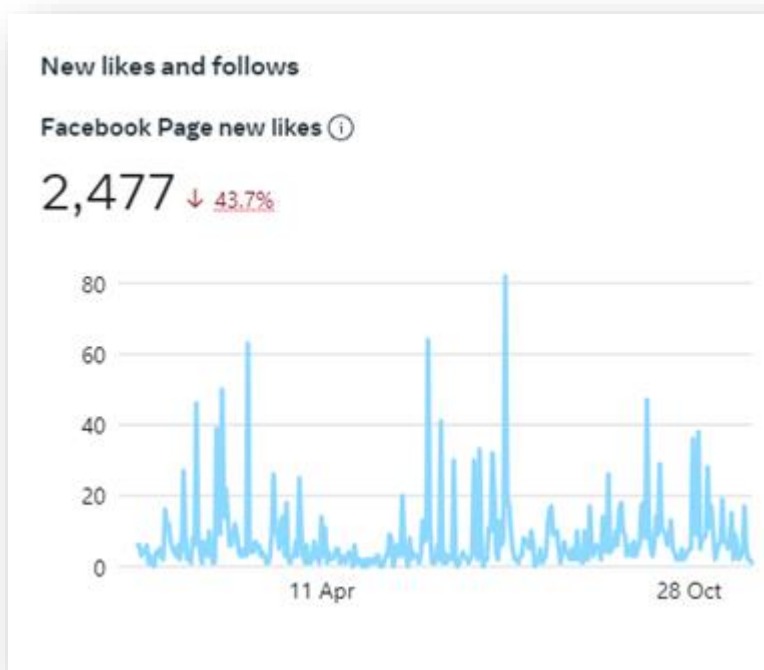 New likes and follows
Facebook Page new likes
2,477 ↓ 43.7%
80
60
40
20
0
11 Apr 28 Oct